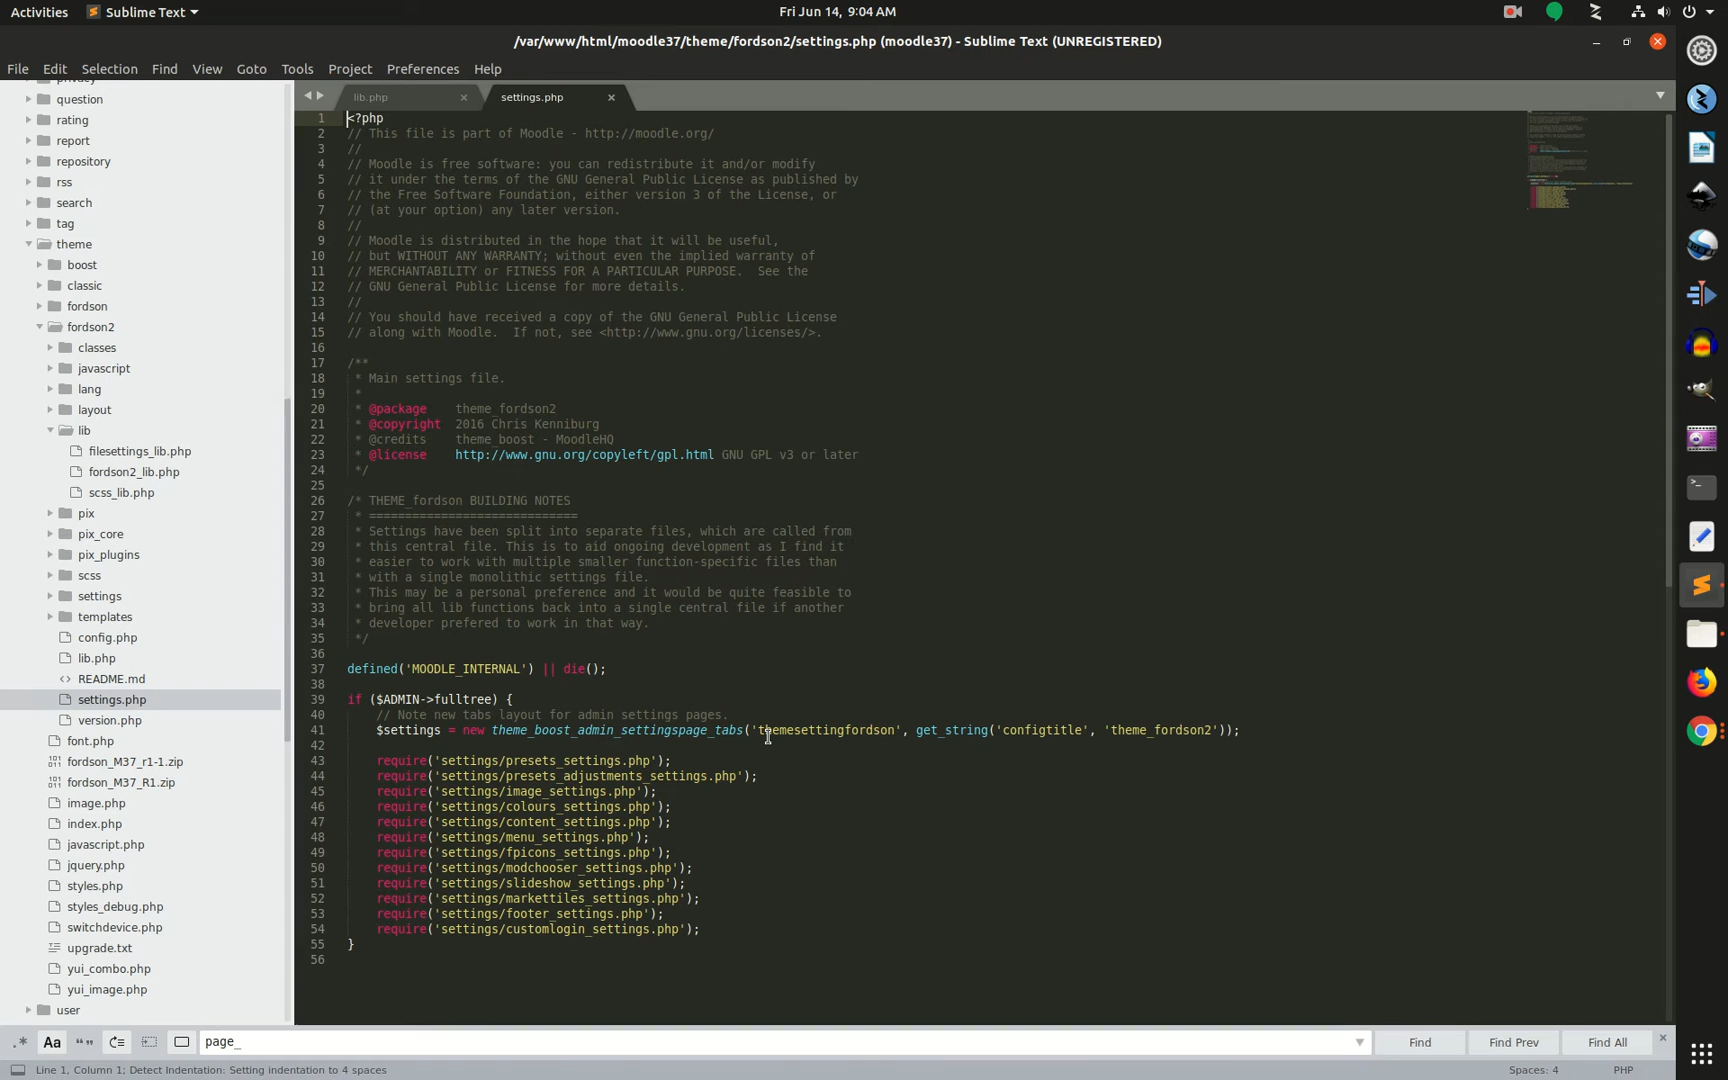 Activities
Sublime Text
Fri Jun 14, 9:04 AM
/var/www/html/moodle37/theme/fordson2/settings.php (moodle37) - Sublime Text (UNREGISTERED)
File Edit Selection Find View Goto Tools Project Preferences Help
privacy
question
rating
report
repository
rss
search
tag
theme
boost
classic
fordson
fordson2
classes
javascript
lang
layout
lib
filesettings_lib.php
fordson2_lib.php
scss_lib.php
pix
pix_core
pix_plugins
scss
settings
templates
config.php
lib.php
<> README.md
settings.php
version.php
font.php
fordson_M37_r1-1.zip
fordson_M37_R1.zip
image.php
index.php
javascript.php
jquery.php
styles.php
styles_debug.php
switchdevice.php
upgrade.txt
yui_combo.php
yui_image.php
user
lib.php × settings.php ×
1 <?php
2 // This file is part of Moodle - http://moodle.org/
3 //
4 // Moodle is free software: you can redistribute it and/or modify
5 // it under the terms of the GNU General Public License as published by
6 // the Free Software Foundation, either version 3 of the License, or
7 // (at your option) any later version.
8 //
9 // Moodle is distributed in the hope that it will be useful,
10 // but WITHOUT ANY WARRANTY; without even the implied warranty of
11 // MERCHANTABILITY or FITNESS FOR A PARTICULAR PURPOSE.  See the
12 // GNU General Public License for more details.
13 //
14 // You should have received a copy of the GNU General Public License
15 // along with Moodle.  If not, see <http://www.gnu.org/licenses/>.
16
17 /**
18  * Main settings file.
19  *
20  * @package    theme_fordson2
21  * @copyright  2016 Chris Kenniburg
22  * @credits    theme_boost - MoodleHQ
23  * @license    http://www.gnu.org/copyleft/gpl.html GNU GPL v3 or later
24  */
25
26 /* THEME_fordson BUILDING NOTES
27  * =============================
28  * Settings have been split into separate files, which are called from
29  * this central file. This is to aid ongoing development as I find it
30  * easier to work with multiple smaller function-specific files than
31  * with a single monolithic settings file.
32  * This may be a personal preference and it would be quite feasible to
33  * bring all lib functions back into a single central file if another
34  * developer prefered to work in that way.
35  */
36
37 defined('MOODLE_INTERNAL') || die();
38
39 if ($ADMIN->fulltree) {
40     // Note new tabs layout for admin settings pages.
41     $settings = new theme_boost_admin_settingspage_tabs('themesettingfordson', get_string('configtitle', 'theme_fordson2'));
42
43     require('settings/presets_settings.php');
44     require('settings/presets_adjustments_settings.php');
45     require('settings/image_settings.php');
46     require('settings/colours_settings.php');
47     require('settings/content_settings.php');
48     require('settings/menu_settings.php');
49     require('settings/fpicons_settings.php');
50     require('settings/modchooser_settings.php');
51     require('settings/slideshow_settings.php');
52     require('settings/markettiles_settings.php');
53     require('settings/footer_settings.php');
54     require('settings/customlogin_settings.php');
55 }
56
.* Aa “” page_ Find Find Prev Find All ×
Line 1, Column 1; Detect Indentation: Setting indentation to 4 spaces Spaces: 4 PHP